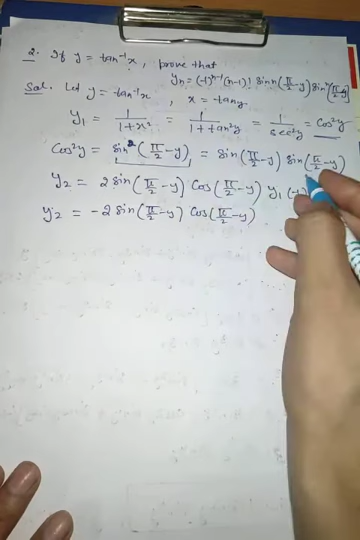 2. If y = tan⁻¹x, prove that
yₙ = (-1)ⁿ⁻¹ (n-1)! sin n(π/2 - y) sinⁿ(π/2 - y)
Sol. Let y = tan⁻¹x, x = tan y
y₁ = 1/(1+x²) = 1/(1+tan²y) = 1/sec²y = cos²y
Cos²y = sin²(π/2 - y) = sin(π/2 - y) sin(π/2 - y)
y₂ = 2 sin(π/2 - y) Cos(π/2 - y) y₁
y₂ = -2 sin(π/2 - y) Cos(π/2 - y)